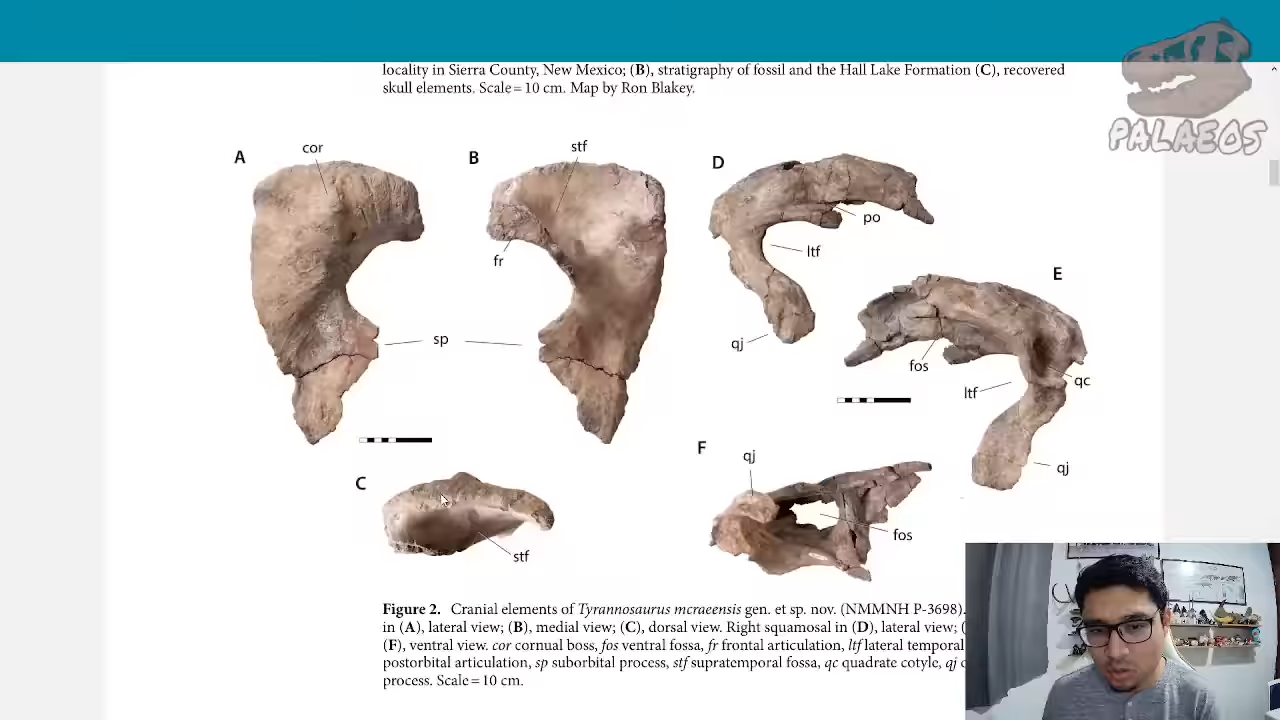 locality in Sierra County, New Mexico; (B), stratigraphy of fossil and the Hall Lake Formation (C), recovered
skull elements. Scale = 10 cm. Map by Ron Blakey.
PALAEOS
A
cor
B
stf
D
po
fr
ltf
E
sp
qj
fos
qc
ltf
F
qj
qj
C
fos
stf
Figure 2. Cranial elements of Tyrannosaurus mcraeensis gen. et sp. nov. (NMMNH P-3698).
in (A), lateral view; (B), medial view; (C), dorsal view. Right squamosal in (D), lateral view;
(F), ventral view. cor cornual boss, fos ventral fossa, fr frontal articulation, ltf lateral temporal
postorbital articulation, sp suborbital process, stf supratemporal fossa, qc quadrate cotyle, qj
process. Scale = 10 cm.